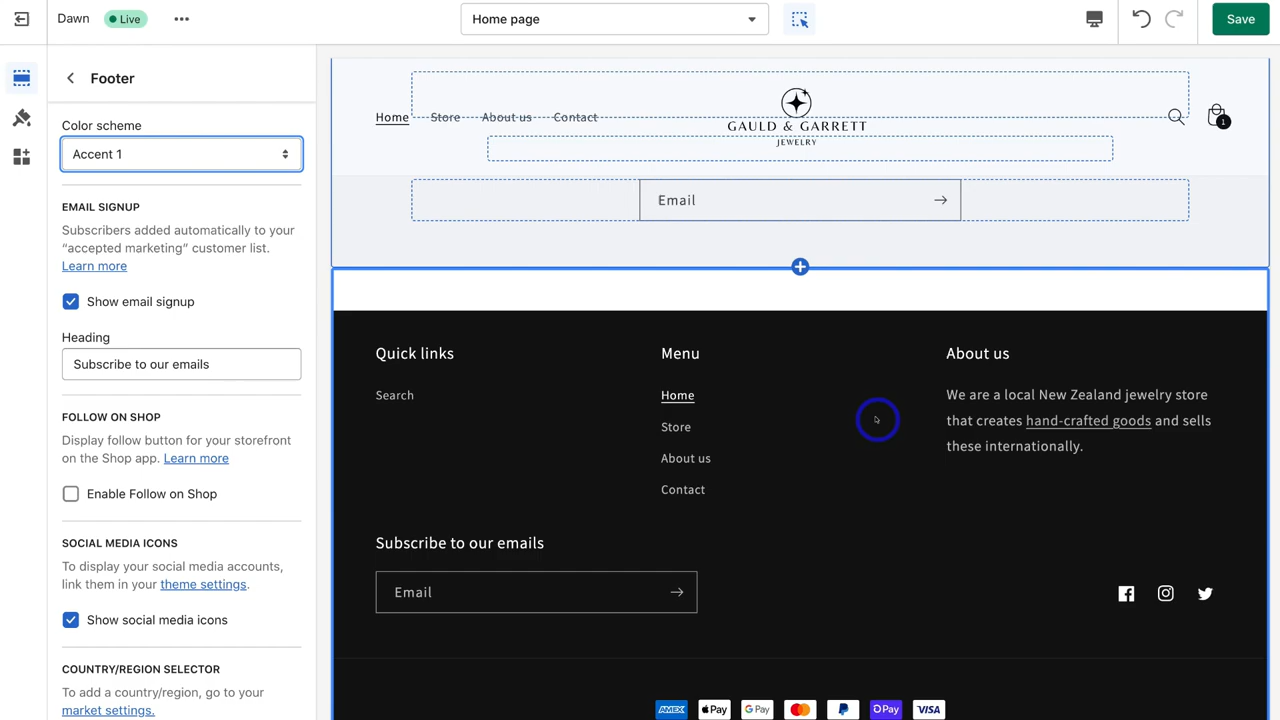 Dawn
Live
Home page
Save
Footer
Color scheme
Accent 1
EMAIL SIGNUP
Subscribers added automatically to your
“accepted marketing” customer list.
Learn more
Show email signup
Heading
Subscribe to our emails
FOLLOW ON SHOP
Display follow button for your storefront
on the Shop app. Learn more
Enable Follow on Shop
SOCIAL MEDIA ICONS
To display your social media accounts,
link them in your theme settings.
Show social media icons
COUNTRY/REGION SELECTOR
To add a country/region, go to your
market settings.
Home Store About us Contact
GAULD & GARRETT
JEWELRY
1
Email
Quick links
Search
Menu
Home
Store
About us
Contact
About us
We are a local New Zealand jewelry store
that creates hand-crafted goods and sells
these internationally.
Subscribe to our emails
Email
AMEX Pay G Pay Pay VISA